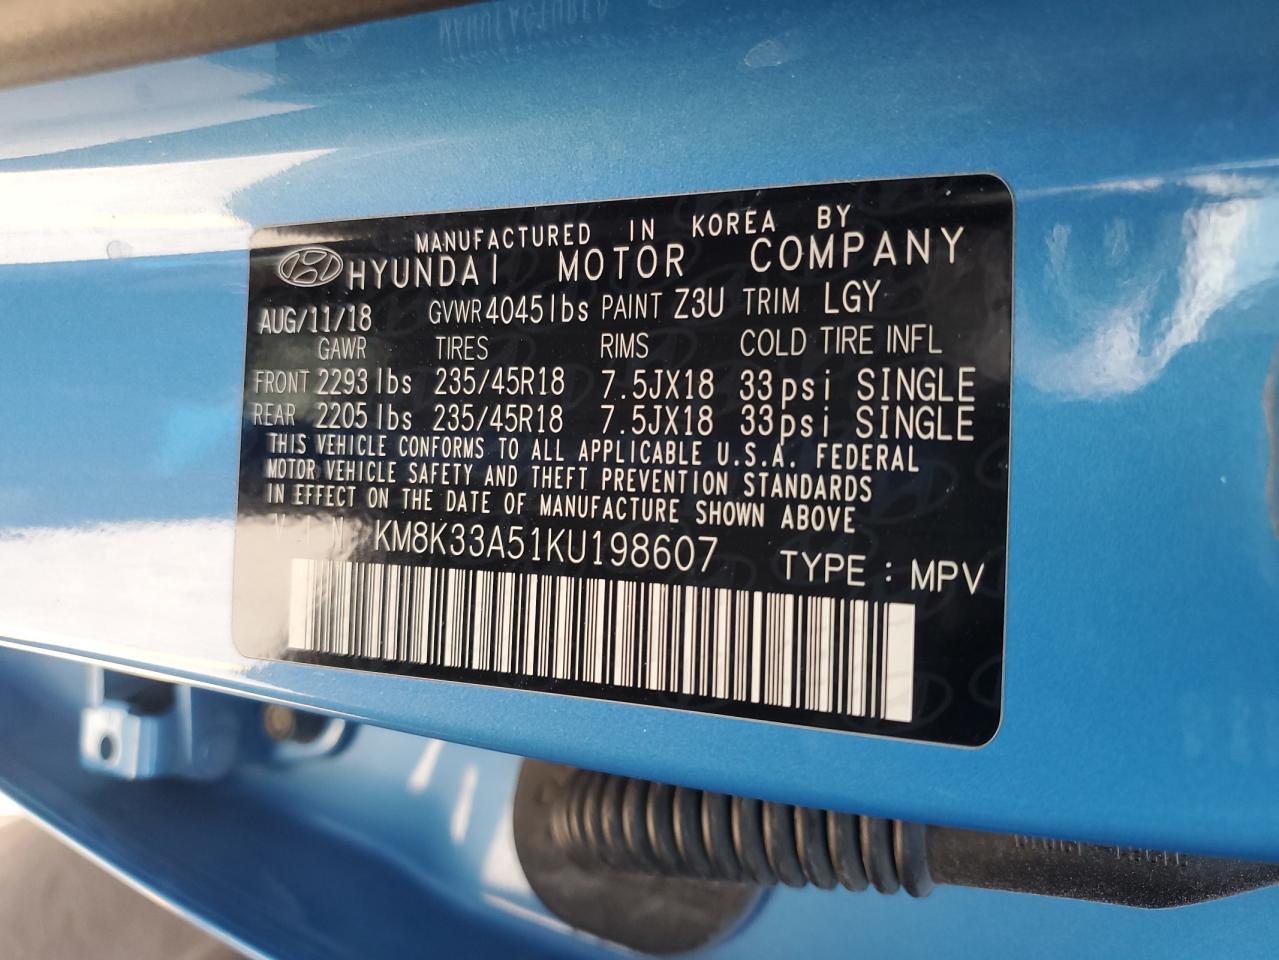 MANUFACTURED IN KOREA BY
HYUNDAI MOTOR COMPANY
AUG/11/18 GVWR 4045lbs PAINT Z3U TRIM LGY
GAWR TIRES RIMS COLD TIRE INFL
FRONT 2293 lbs 235/45R18 7.5JX18 33psi SINGLE
REAR 2205 lbs 235/45R18 7.5JX18 33psi SINGLE
THIS VEHICLE CONFORMS TO ALL APPLICABLE U.S.A. FEDERAL
MOTOR VEHICLE SAFETY AND THEFT PREVENTION STANDARDS
IN EFFECT ON THE DATE OF MANUFACTURE SHOWN ABOVE
VIN: KM8K33A51KU198607 TYPE : MPV